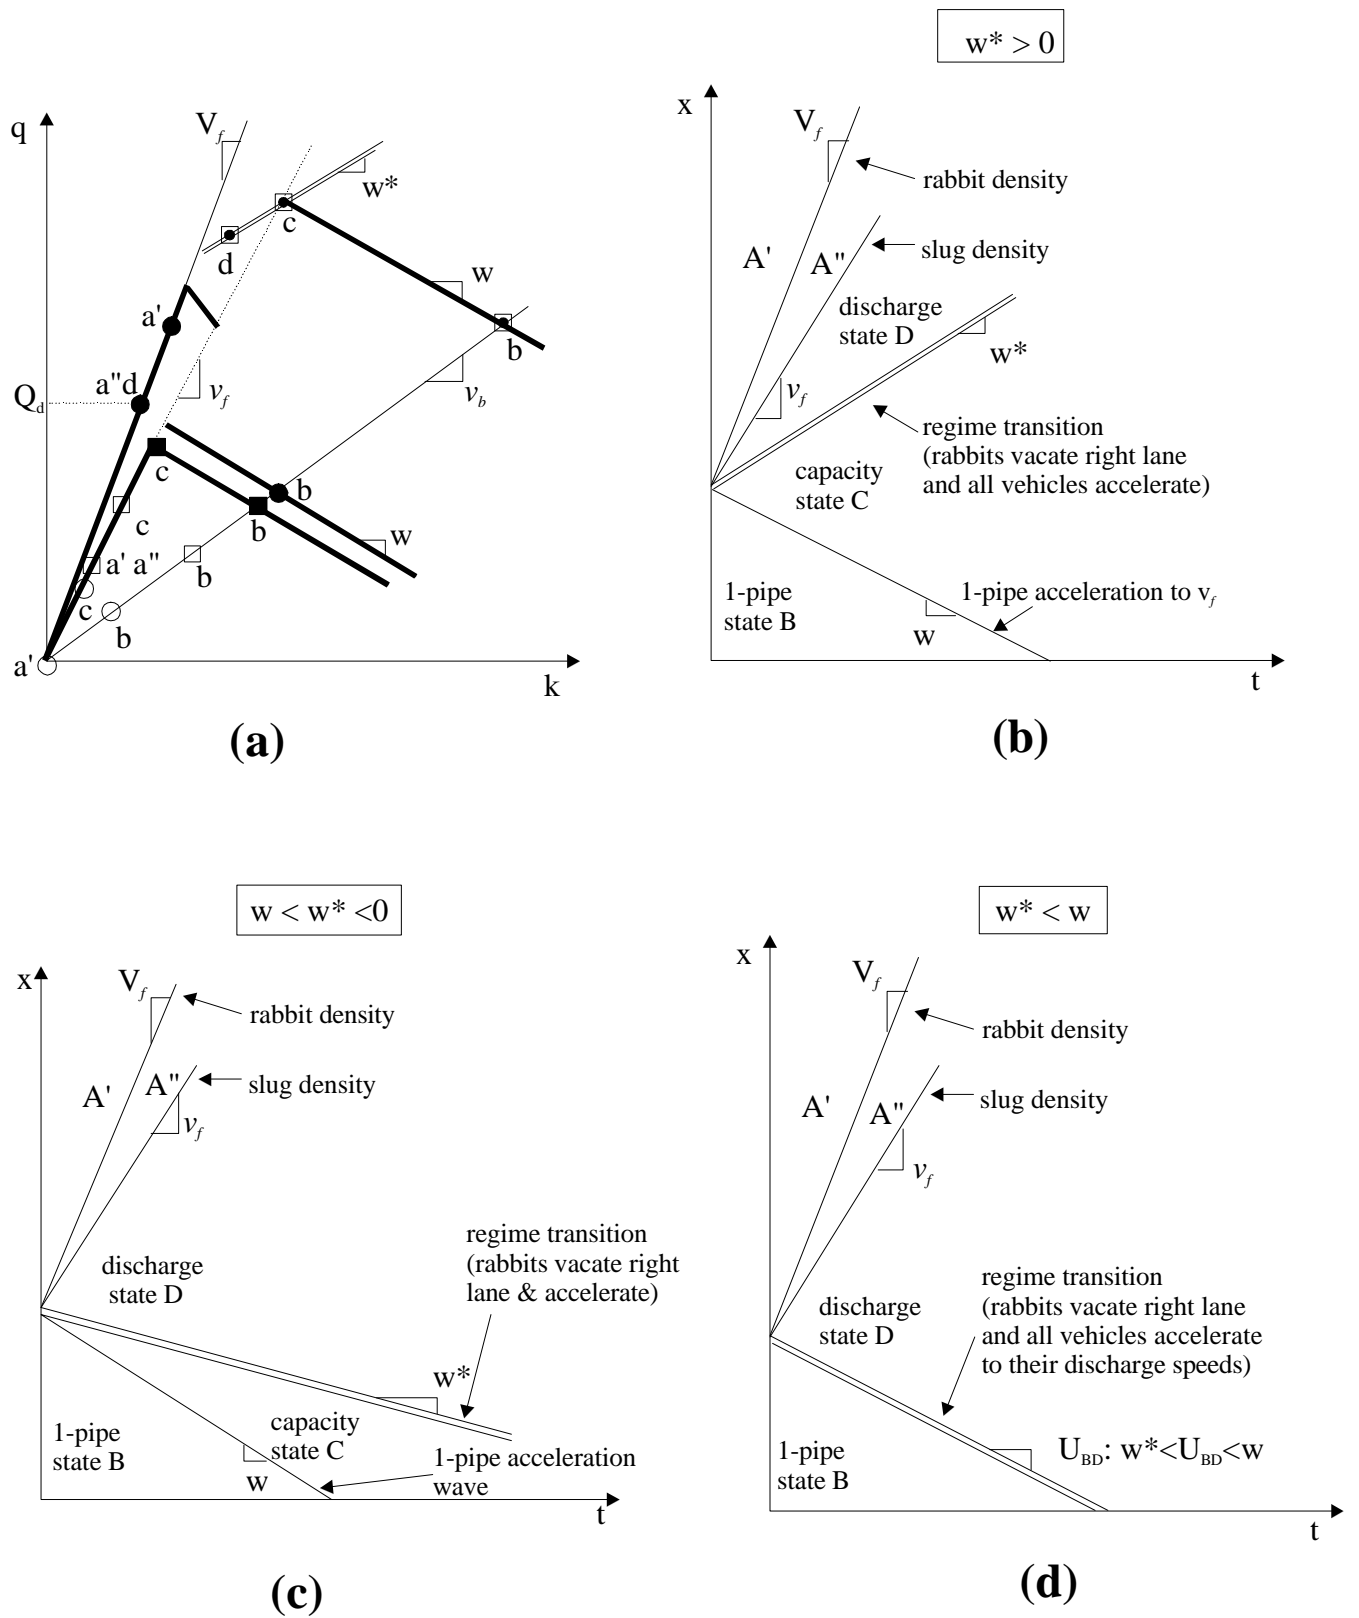 w* > 0
q
V_f
w*
c
d
w
a'
b
a"d
v_f
v_b
Q_d
c
b
b
w
c
b
a' a"
c
b
a'
k
(a)
x
V_f
rabbit density
A'
A"
slug density
discharge
state D
w*
v_f
regime transition
(rabbits vacate right lane
and all vehicles accelerate)
capacity
state C
1-pipe
state B
1-pipe acceleration to v_f
w
t
(b)
w < w* <0
x
V_f
rabbit density
A'
A"
slug density
v_f
regime transition
(rabbits vacate right
lane & accelerate)
discharge
state D
w*
capacity
state C
1-pipe
state B
w
1-pipe acceleration
wave
t
(c)
w* < w
x
V_f
rabbit density
A'
A"
slug density
v_f
regime transition
(rabbits vacate right lane
and all vehicles accelerate
to their discharge speeds)
discharge
state D
1-pipe
state B
U_BD: w*<U_BD<w
t
(d)